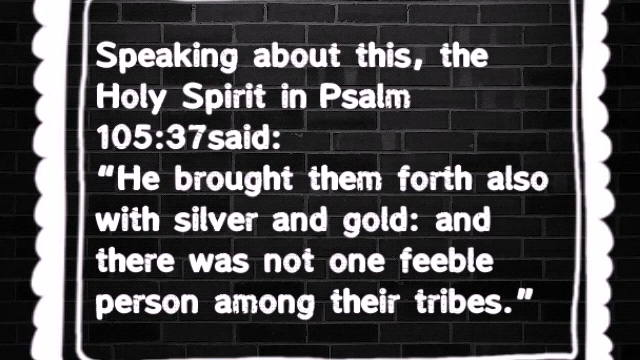 Speaking about this, the
Holy Spirit in Psalm
105:37said:
“He brought them forth also
with silver and gold: and
there was not one feeble
person among their tribes.”